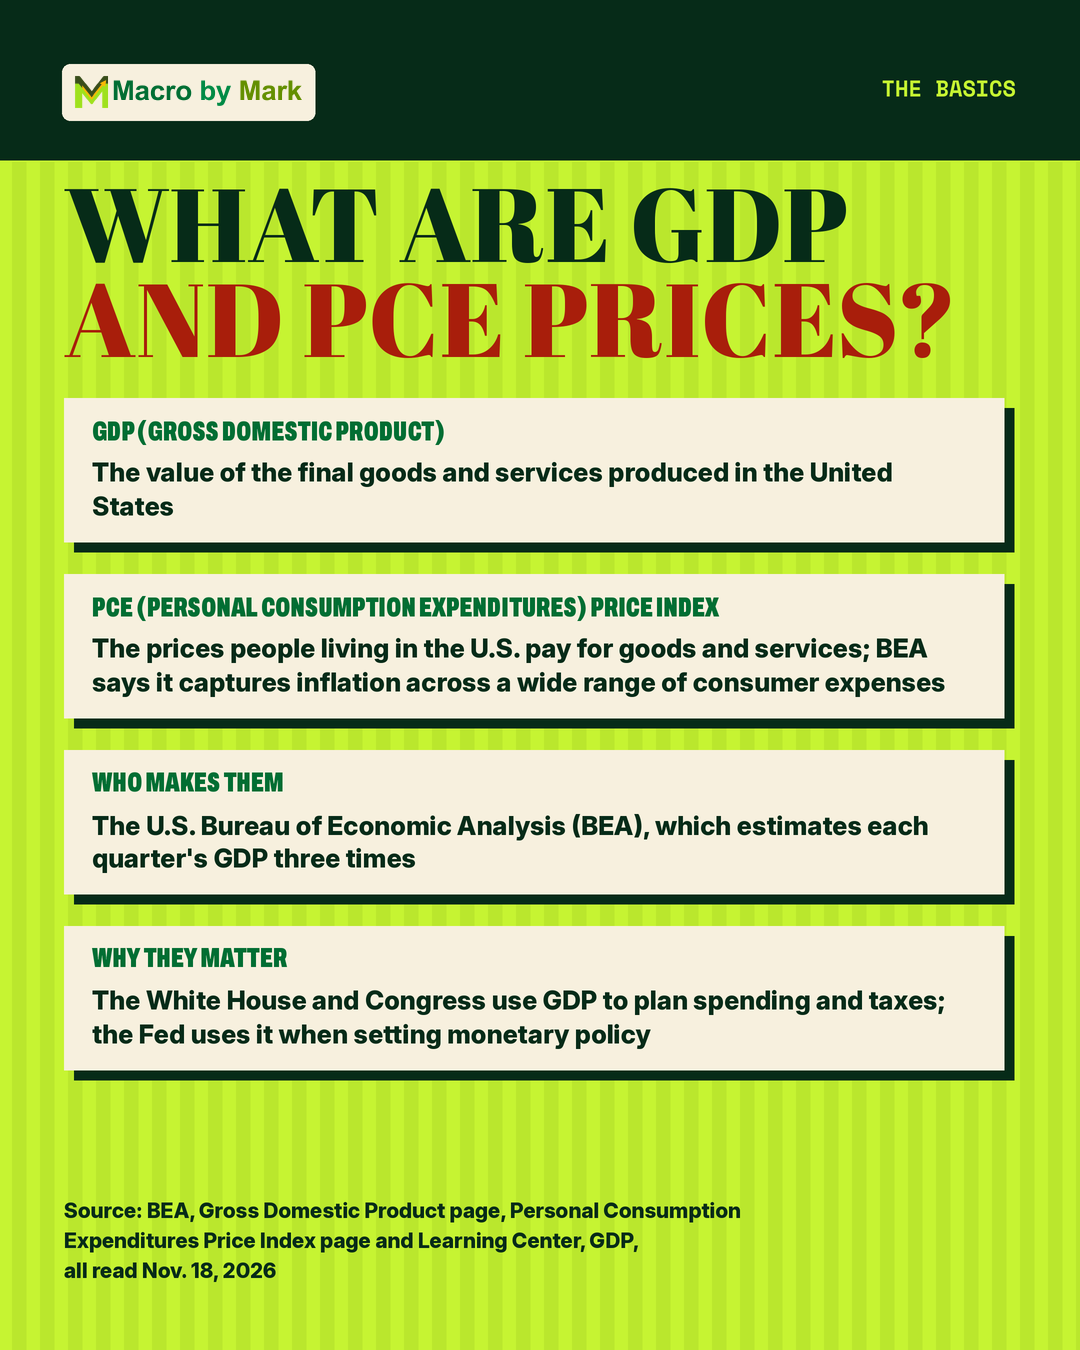 Macro by Mark
THE BASICS
WHAT ARE GDP
AND PCE PRICES?
GDP (GROSS DOMESTIC PRODUCT)
The value of the final goods and services produced in the United
States
PCE (PERSONAL CONSUMPTION EXPENDITURES) PRICE INDEX
The prices people living in the U.S. pay for goods and services; BEA
says it captures inflation across a wide range of consumer expenses
WHO MAKES THEM
The U.S. Bureau of Economic Analysis (BEA), which estimates each
quarter's GDP three times
WHY THEY MATTER
The White House and Congress use GDP to plan spending and taxes;
the Fed uses it when setting monetary policy
Source: BEA, Gross Domestic Product page, Personal Consumption
Expenditures Price Index page and Learning Center, GDP,
all read Nov. 18, 2026